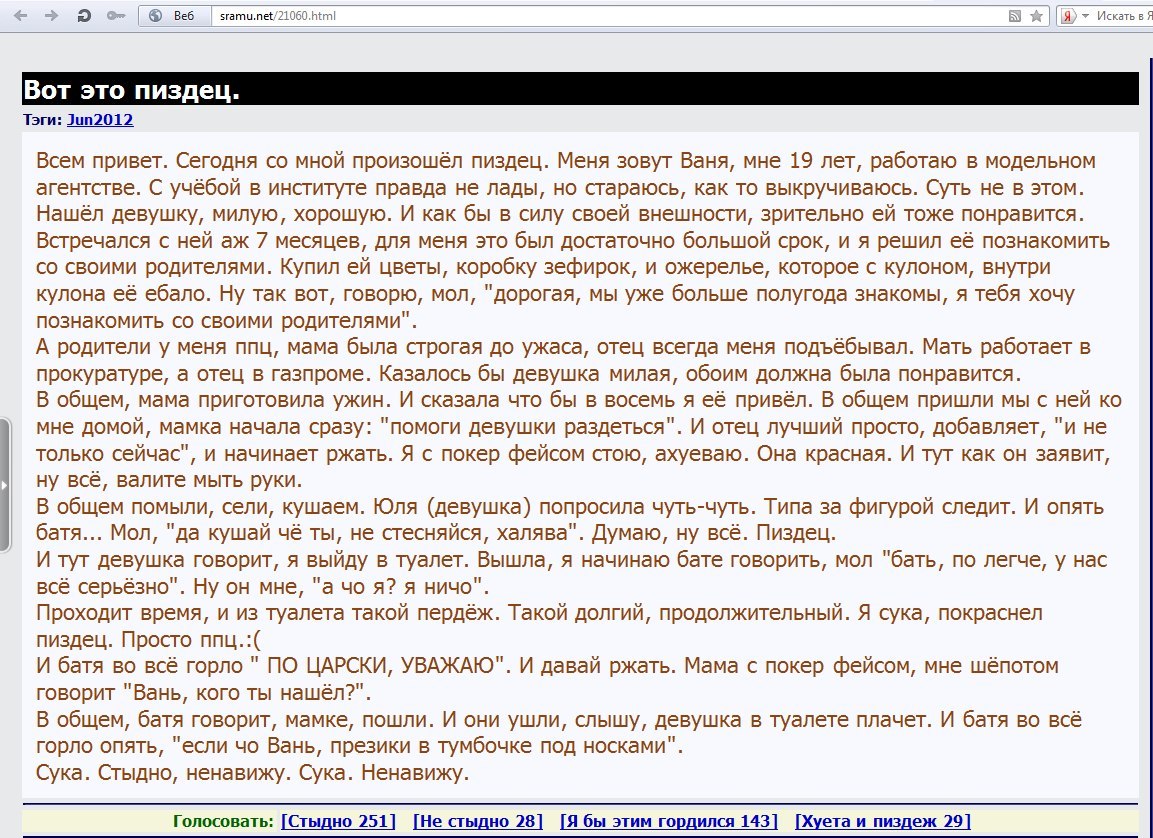 Веб
sramu.net/21060.html
Искать в Я
Вот это пиздец.
Тэги: Jun2012
Всем привет. Сегодня со мной произошёл пиздец. Меня зовут Ваня, мне 19 лет, работаю в модельном
агентстве. С учёбой в институте правда не лады, но стараюсь, как то выкручиваюсь. Суть не в этом.
Нашёл девушку, милую, хорошую. И как бы в силу своей внешности, зрительно ей тоже понравится.
Встречался с ней аж 7 месяцев, для меня это был достаточно большой срок, и я решил её познакомить
со своими родителями. Купил ей цветы, коробку зефирок, и ожерелье, которое с кулоном, внутри
кулона её ебало. Ну так вот, говорю, мол, "дорогая, мы уже больше полугода знакомы, я тебя хочу
познакомить со своими родителями".
А родители у меня ппц, мама была строгая до ужаса, отец всегда меня подъёбывал. Мать работает в
прокуратуре, а отец в газпроме. Казалось бы девушка милая, обоим должна была понравится.
В общем, мама приготовила ужин. И сказала что бы в восемь я её привёл. В общем пришли мы с ней ко
мне домой, мамка начала сразу: "помоги девушки раздеться". И отец лучший просто, добавляет, "и не
только сейчас", и начинает ржать. Я с покер фейсом стою, ахуеваю. Она красная. И тут как он заявит,
ну всё, валите мыть руки.
В общем помыли, сели, кушаем. Юля (девушка) попросила чуть-чуть. Типа за фигурой следит. И опять
батя... Мол, "да кушай чё ты, не стесняйся, халява". Думаю, ну всё. Пиздец.
И тут девушка говорит, я выйду в туалет. Вышла, я начинаю бате говорить, мол "бать, по легче, у нас
всё серьёзно". Ну он мне, "а чо я? я ничо".
Проходит время, и из туалета такой пердёж. Такой долгий, продолжительный. Я сука, покраснел
пиздец. Просто ппц.:(
И батя во всё горло " ПО ЦАРСКИ, УВАЖАЮ". И давай ржать. Мама с покер фейсом, мне шёпотом
говорит "Вань, кого ты нашёл?".
В общем, батя говорит, мамке, пошли. И они ушли, слышу, девушка в туалете плачет. И батя во всё
горло опять, "если чо Вань, презики в тумбочке под носками".
Сука. Стыдно, ненавижу. Сука. Ненавижу.
Голосовать: [Стыдно 251] [Не стыдно 28] [Я бы этим гордился 143] [Хуета и пиздеж 29]